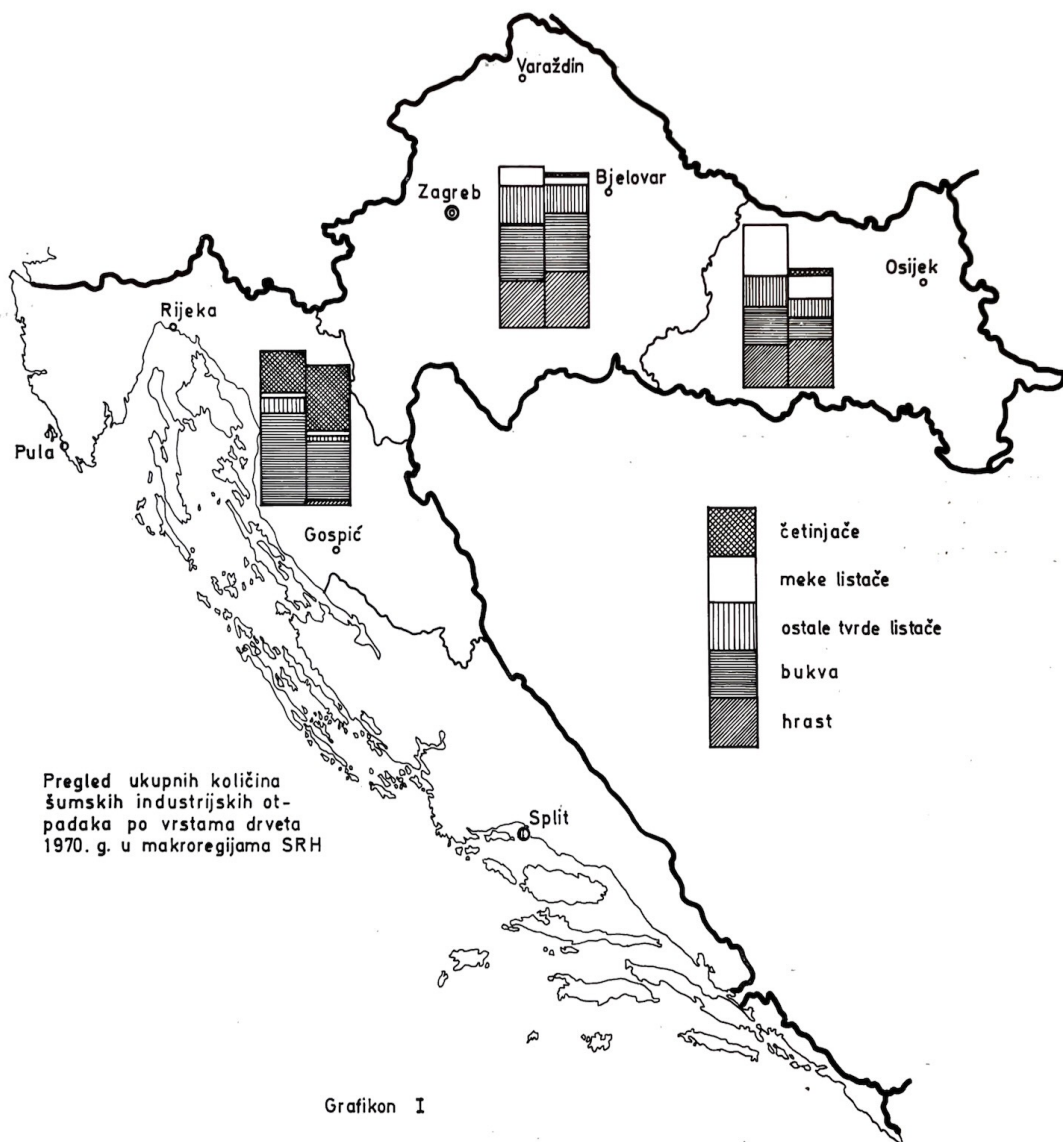 Varaždin
Zagreb
Bjelovar
Osijek
Rijeka
Pula
Gospić
četinjače
meke listače
ostale tvrde listače
bukva
hrast
Pregled ukupnih količina
šumskih industrijskih ot-
padaka po vrstama drveta
1970. g. u makroregijama SRH
Split
Grafikon I